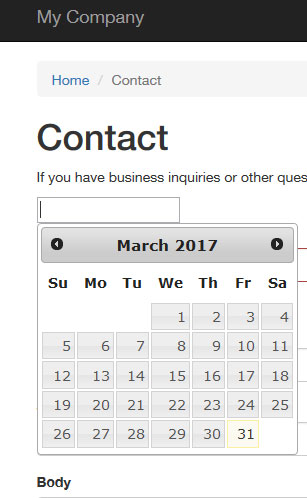 My Company
Home / Contact
Contact
If you have business inquiries or other ques
March 2017
Su Mo Tu We Th Fr Sa
1 2 3 4
5 6 7 8 9 10 11
12 13 14 15 16 17 18
19 20 21 22 23 24 25
26 27 28 29 30 31
Body